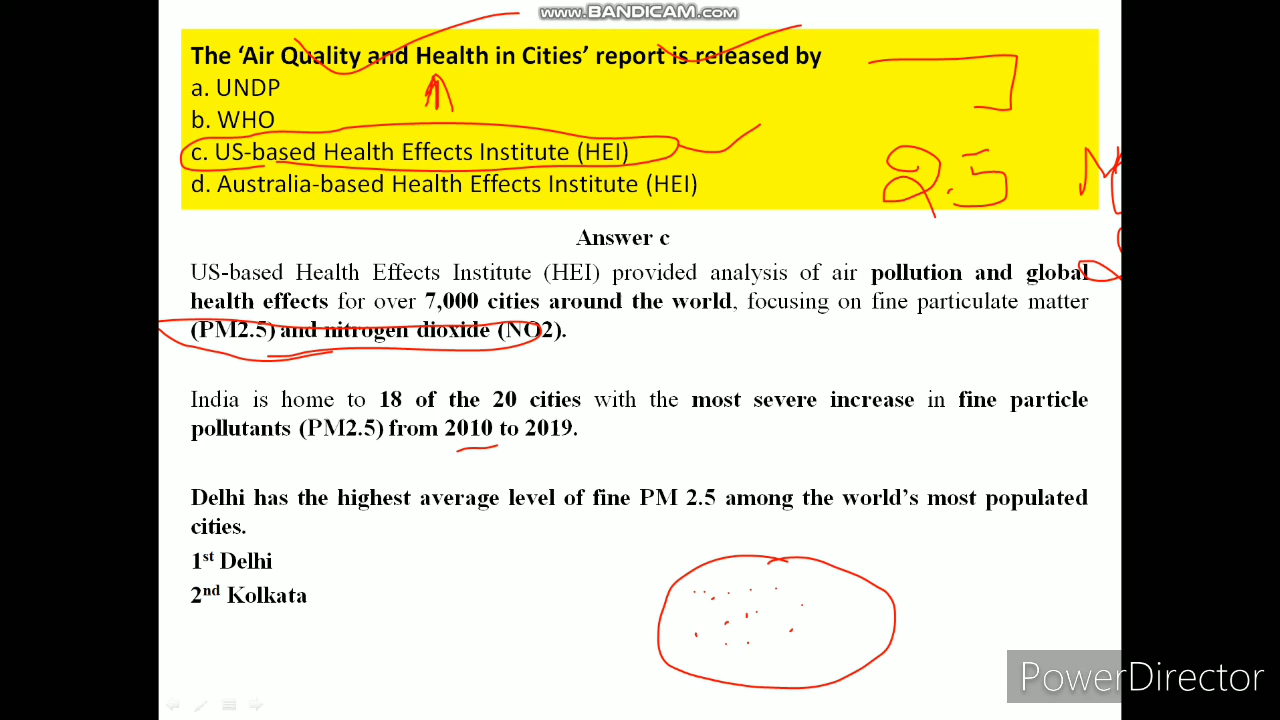 www.BANDICAM.com
The ‘Air Quality and Health in Cities’ report is released by
a. UNDP
b. WHO
c. US-based Health Effects Institute (HEI)
d. Australia-based Health Effects Institute (HEI)
2.5
Answer c
US-based Health Effects Institute (HEI) provided analysis of air pollution and global
health effects for over 7,000 cities around the world, focusing on fine particulate matter
(PM2.5) and nitrogen dioxide (NO2).
India is home to 18 of the 20 cities with the most severe increase in fine particle
pollutants (PM2.5) from 2010 to 2019.
Delhi has the highest average level of fine PM 2.5 among the world’s most populated
cities.
1st Delhi
2nd Kolkata
PowerDirector